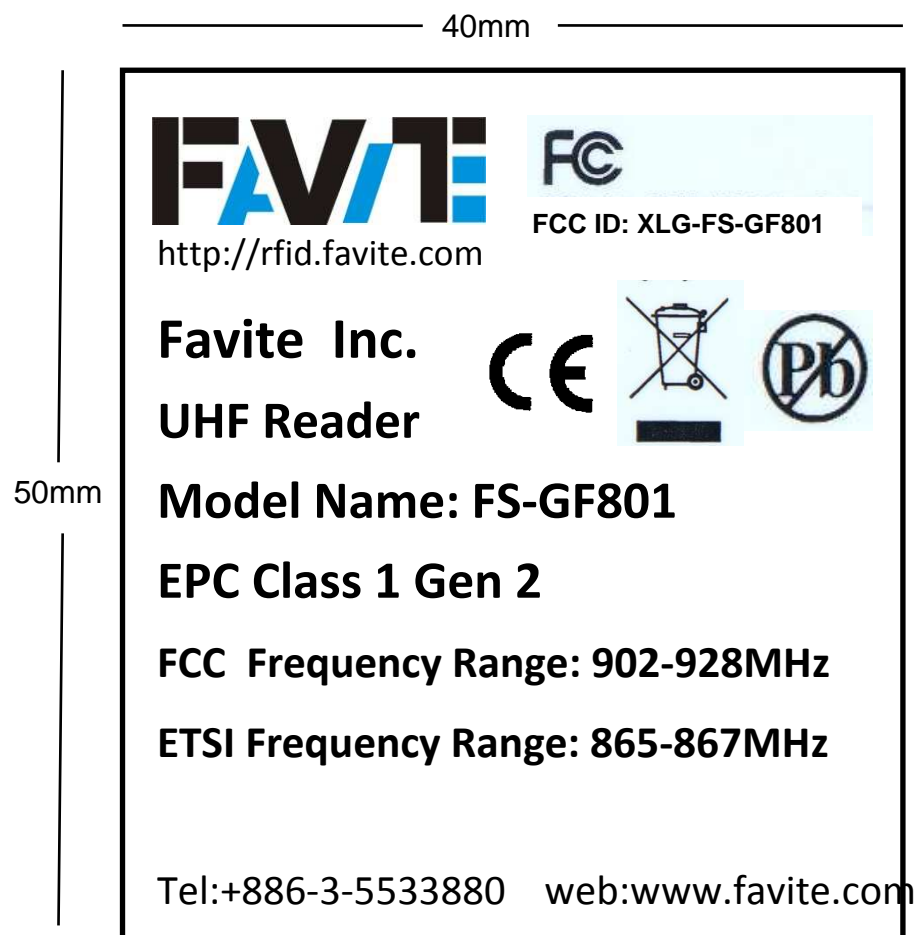 40mm
FAVITE
FC
FCC ID: XLG-FS-GF801
http://rfid.favite.com
Favite Inc.
CE
Pb
UHF Reader
50mm
Model Name: FS-GF801
EPC Class 1 Gen 2
FCC Frequency Range: 902-928MHz
ETSI Frequency Range: 865-867MHz
Tel:+886-3-5533880 web:www.favite.com